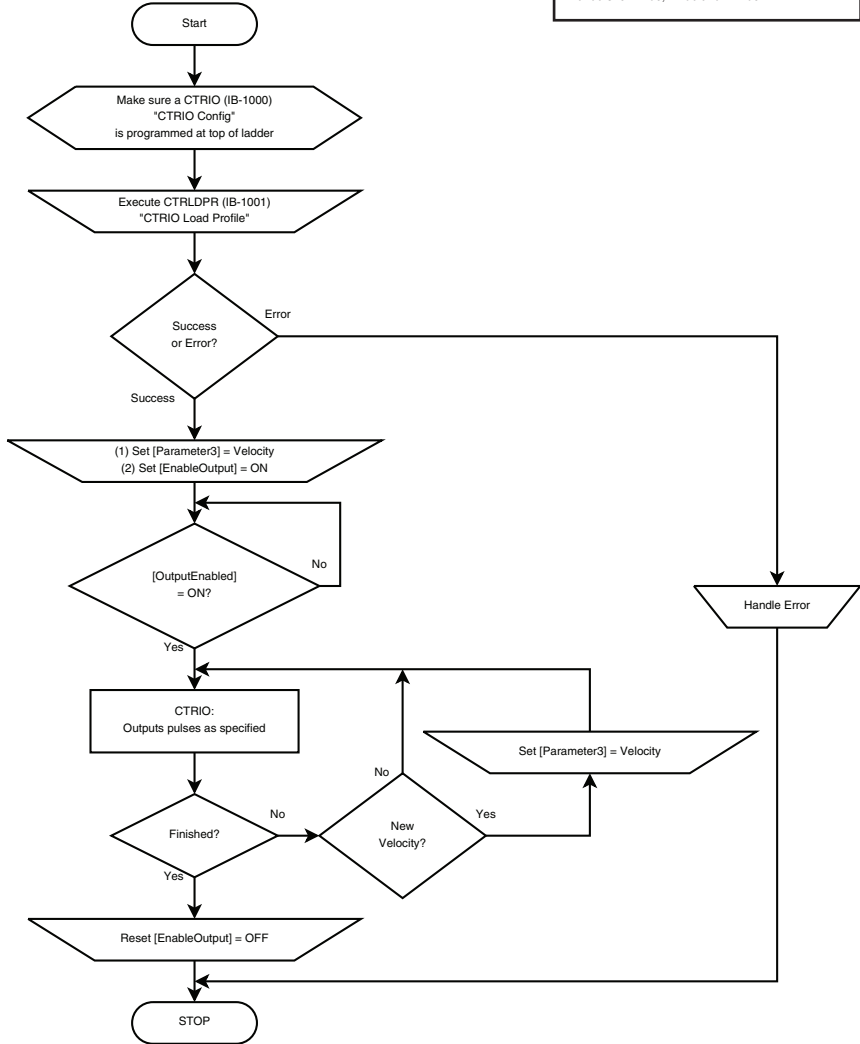 Start
Make sure a CTRIO (IB-1000)
"CTRIO Config"
is programmed at top of ladder
Execute CTRLDPR (IB-1001)
"CTRIO Load Profile"
Success
or Error?
Error
Success
(1) Set [Parameter3] = Velocity
(2) Set [EnableOutput] = ON
[OutputEnabled]
= ON?
No
Yes
Handle Error
CTRIO:
Outputs pulses as specified
Set [Parameter3] = Velocity
No
Finished?
No
New
Velocity?
Yes
Yes
Reset [EnableOutput] = OFF
STOP